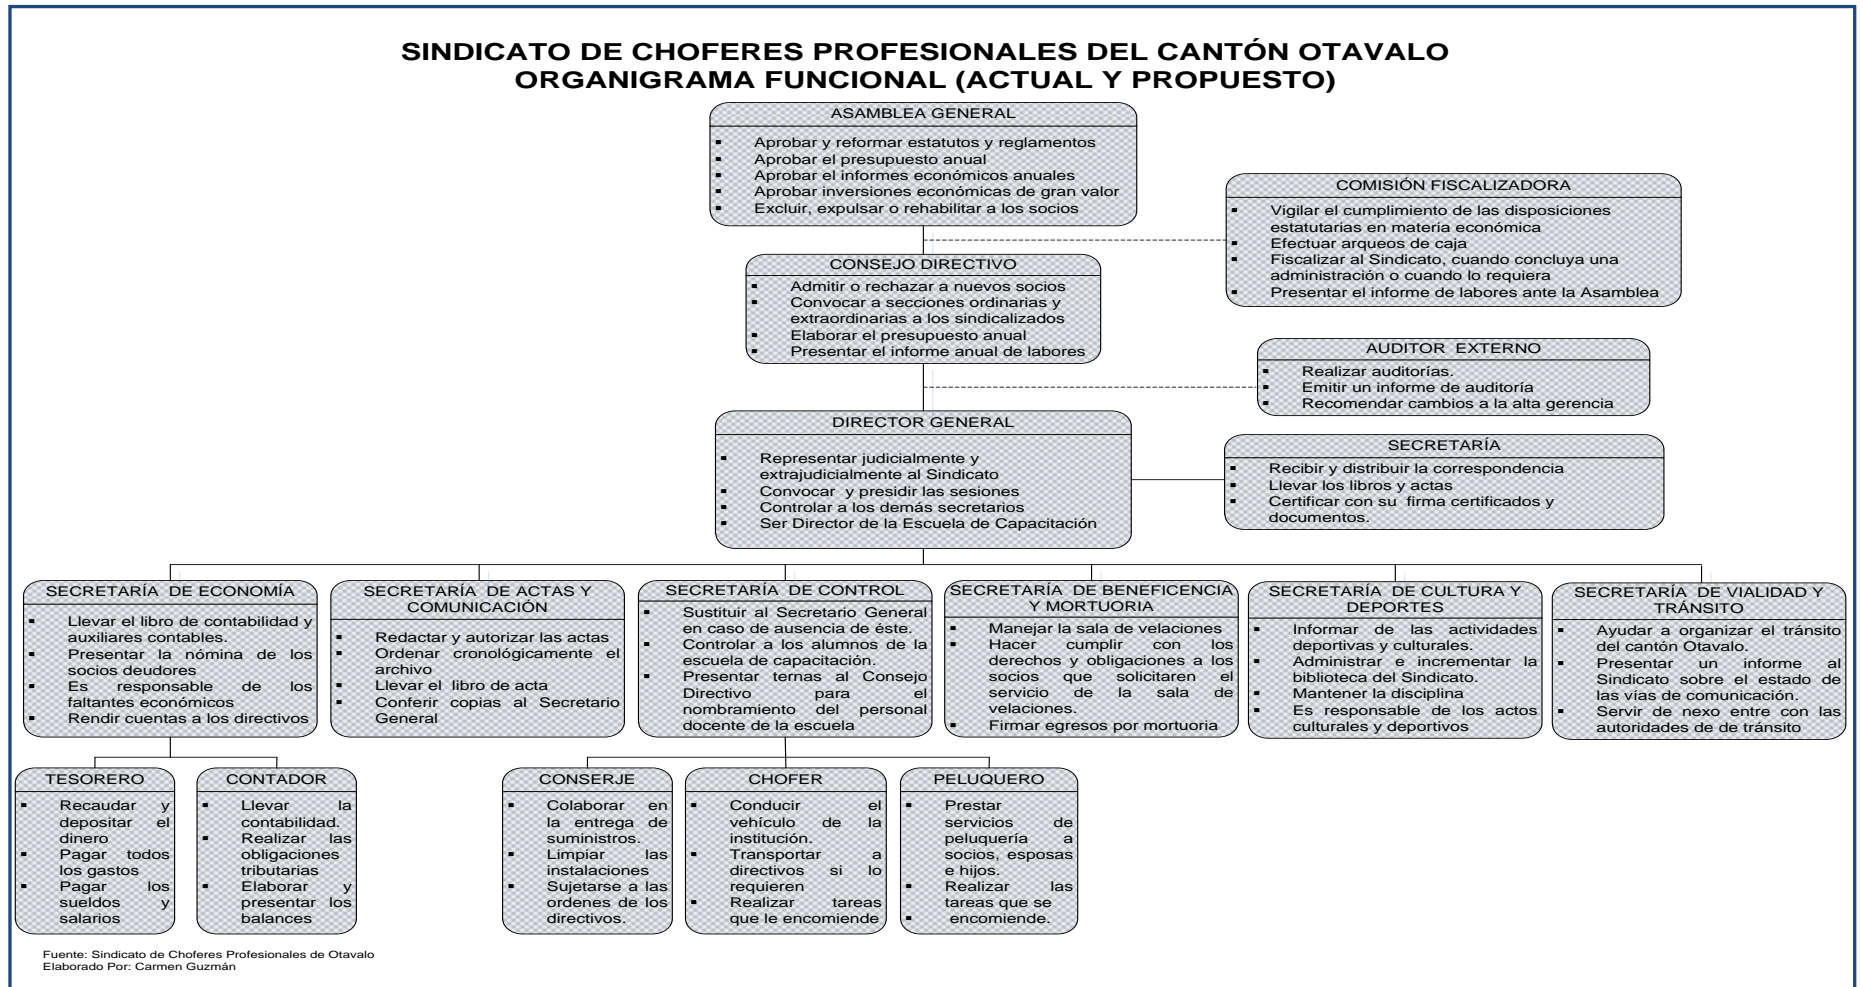 SINDICATO DE CHOFERES PROFESIONALES DEL CANTÓN OTAVALO
ORGANIGRAMA FUNCIONAL (ACTUAL Y PROPUESTO)
ASAMBLEA GENERAL
▪ Aprobar y reformar estatutos y reglamentos
▪ Aprobar el presupuesto anual
▪ Aprobar el informes económicos anuales
▪ Aprobar inversiones económicas de gran valor
▪ Excluir, expulsar o rehabilitar a los socios
COMISIÓN FISCALIZADORA
▪ Vigilar el cumplimiento de las disposiciones
estatutarias en materia económica
▪ Efectuar arqueos de caja
▪ Fiscalizar al Sindicato, cuando concluya una
administración o cuando lo requiera
▪ Presentar el informe de labores ante la Asamblea
CONSEJO DIRECTIVO
▪ Admitir o rechazar a nuevos socios
▪ Convocar a secciones ordinarias y
extraordinarias a los sindicalizados
▪ Elaborar el presupuesto anual
▪ Presentar el informe anual de labores
AUDITOR EXTERNO
▪ Realizar auditorías.
▪ Emitir un informe de auditoría
▪ Recomendar cambios a la alta gerencia
DIRECTOR GENERAL
▪ Representar judicialmente y
extrajudicialmente al Sindicato
▪ Convocar y presidir las sesiones
▪ Controlar a los demás secretarios
▪ Ser Director de la Escuela de Capacitación
SECRETARÍA
▪ Recibir y distribuir la correspondencia
▪ Llevar los libros y actas
▪ Certificar con su firma certificados y
documentos.
SECRETARÍA DE ECONOMÍA
▪ Llevar el libro de contabilidad y
auxiliares contables.
▪ Presentar la nómina de los
socios deudores
▪ Es responsable de los
faltantes económicos
▪ Rendir cuentas a los directivos
SECRETARÍA DE ACTAS Y
COMUNICACIÓN
▪ Redactar y autorizar las actas
▪ Ordenar cronológicamente el
archivo
▪ Llevar el libro de acta
▪ Conferir copias al Secretario
General
SECRETARÍA DE CONTROL
▪ Sustituir al Secretario General
en caso de ausencia de éste.
▪ Controlar a los alumnos de la
escuela de capacitación.
▪ Presentar ternas al Consejo
Directivo para el
nombramiento del personal
docente de la escuela
SECRETARÍA DE BENEFICENCIA
Y MORTUORIA
▪ Manejar la sala de velaciones
▪ Hacer cumplir con los
derechos y obligaciones a los
socios que solicitaren el
servicio de la sala de
velaciones.
▪ Firmar egresos por mortuoria
SECRETARÍA DE CULTURA Y
DEPORTES
▪ Informar de las actividades
deportivas y culturales.
▪ Administrar e incrementar la
biblioteca del Sindicato.
▪ Mantener la disciplina
▪ Es responsable de los actos
culturales y deportivos
SECRETARÍA DE VIALIDAD Y
TRÁNSITO
▪ Ayudar a organizar el tránsito
del cantón Otavalo.
▪ Presentar un informe al
Sindicato sobre el estado de
las vías de comunicación.
▪ Servir de nexo entre con las
autoridades de de tránsito
TESORERO
▪ Recaudar y
depositar el
dinero
▪ Pagar todos
los gastos
▪ Pagar los
sueldos y
salarios
CONTADOR
▪ Llevar la
contabilidad.
▪ Realizar las
obligaciones
tributarias
▪ Elaborar y
presentar los
balances
CONSERJE
▪ Colaborar en
la entrega de
suministros.
▪ Limpiar las
instalaciones
▪ Sujetarse a las
ordenes de los
directivos.
CHOFER
▪ Conducir el
vehículo de la
institución.
▪ Transportar a
directivos si lo
requieren
▪ Realizar tareas
que le encomiende
PELUQUERO
▪ Prestar
servicios de
peluquería a
socios, esposas
e hijos.
▪ Realizar las
tareas que se
▪ encomiende.
Fuente: Sindicato de Choferes Profesionales de Otavalo
Elaborado Por: Carmen Guzmán